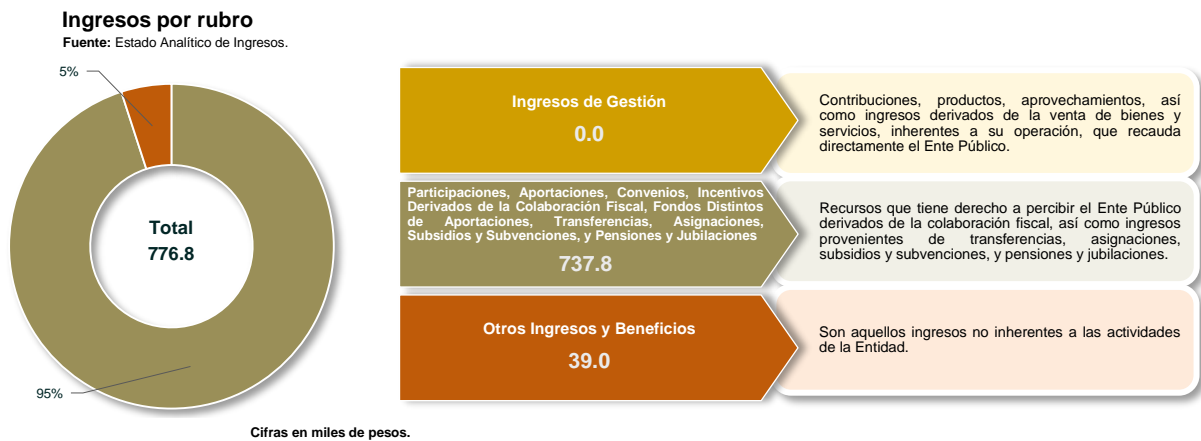 Ingresos por rubro
Fuente: Estado Analítico de Ingresos.
5%
95%
Total
776.8
Ingresos de Gestión
0.0
Contribuciones, productos, aprovechamientos, así
como ingresos derivados de la venta de bienes y
servicios, inherentes a su operación, que recauda
directamente el Ente Público.
Participaciones, Aportaciones, Convenios, Incentivos
Derivados de la Colaboración Fiscal, Fondos Distintos
de Aportaciones, Transferencias, Asignaciones,
Subsidios y Subvenciones, y Pensiones y Jubilaciones
737.8
Recursos que tiene derecho a percibir el Ente Público
derivados de la colaboración fiscal, así como ingresos
provenientes de transferencias, asignaciones,
subsidios y subvenciones, y pensiones y jubilaciones.
Otros Ingresos y Beneficios
39.0
Son aquellos ingresos no inherentes a las actividades
de la Entidad.
Cifras en miles de pesos.